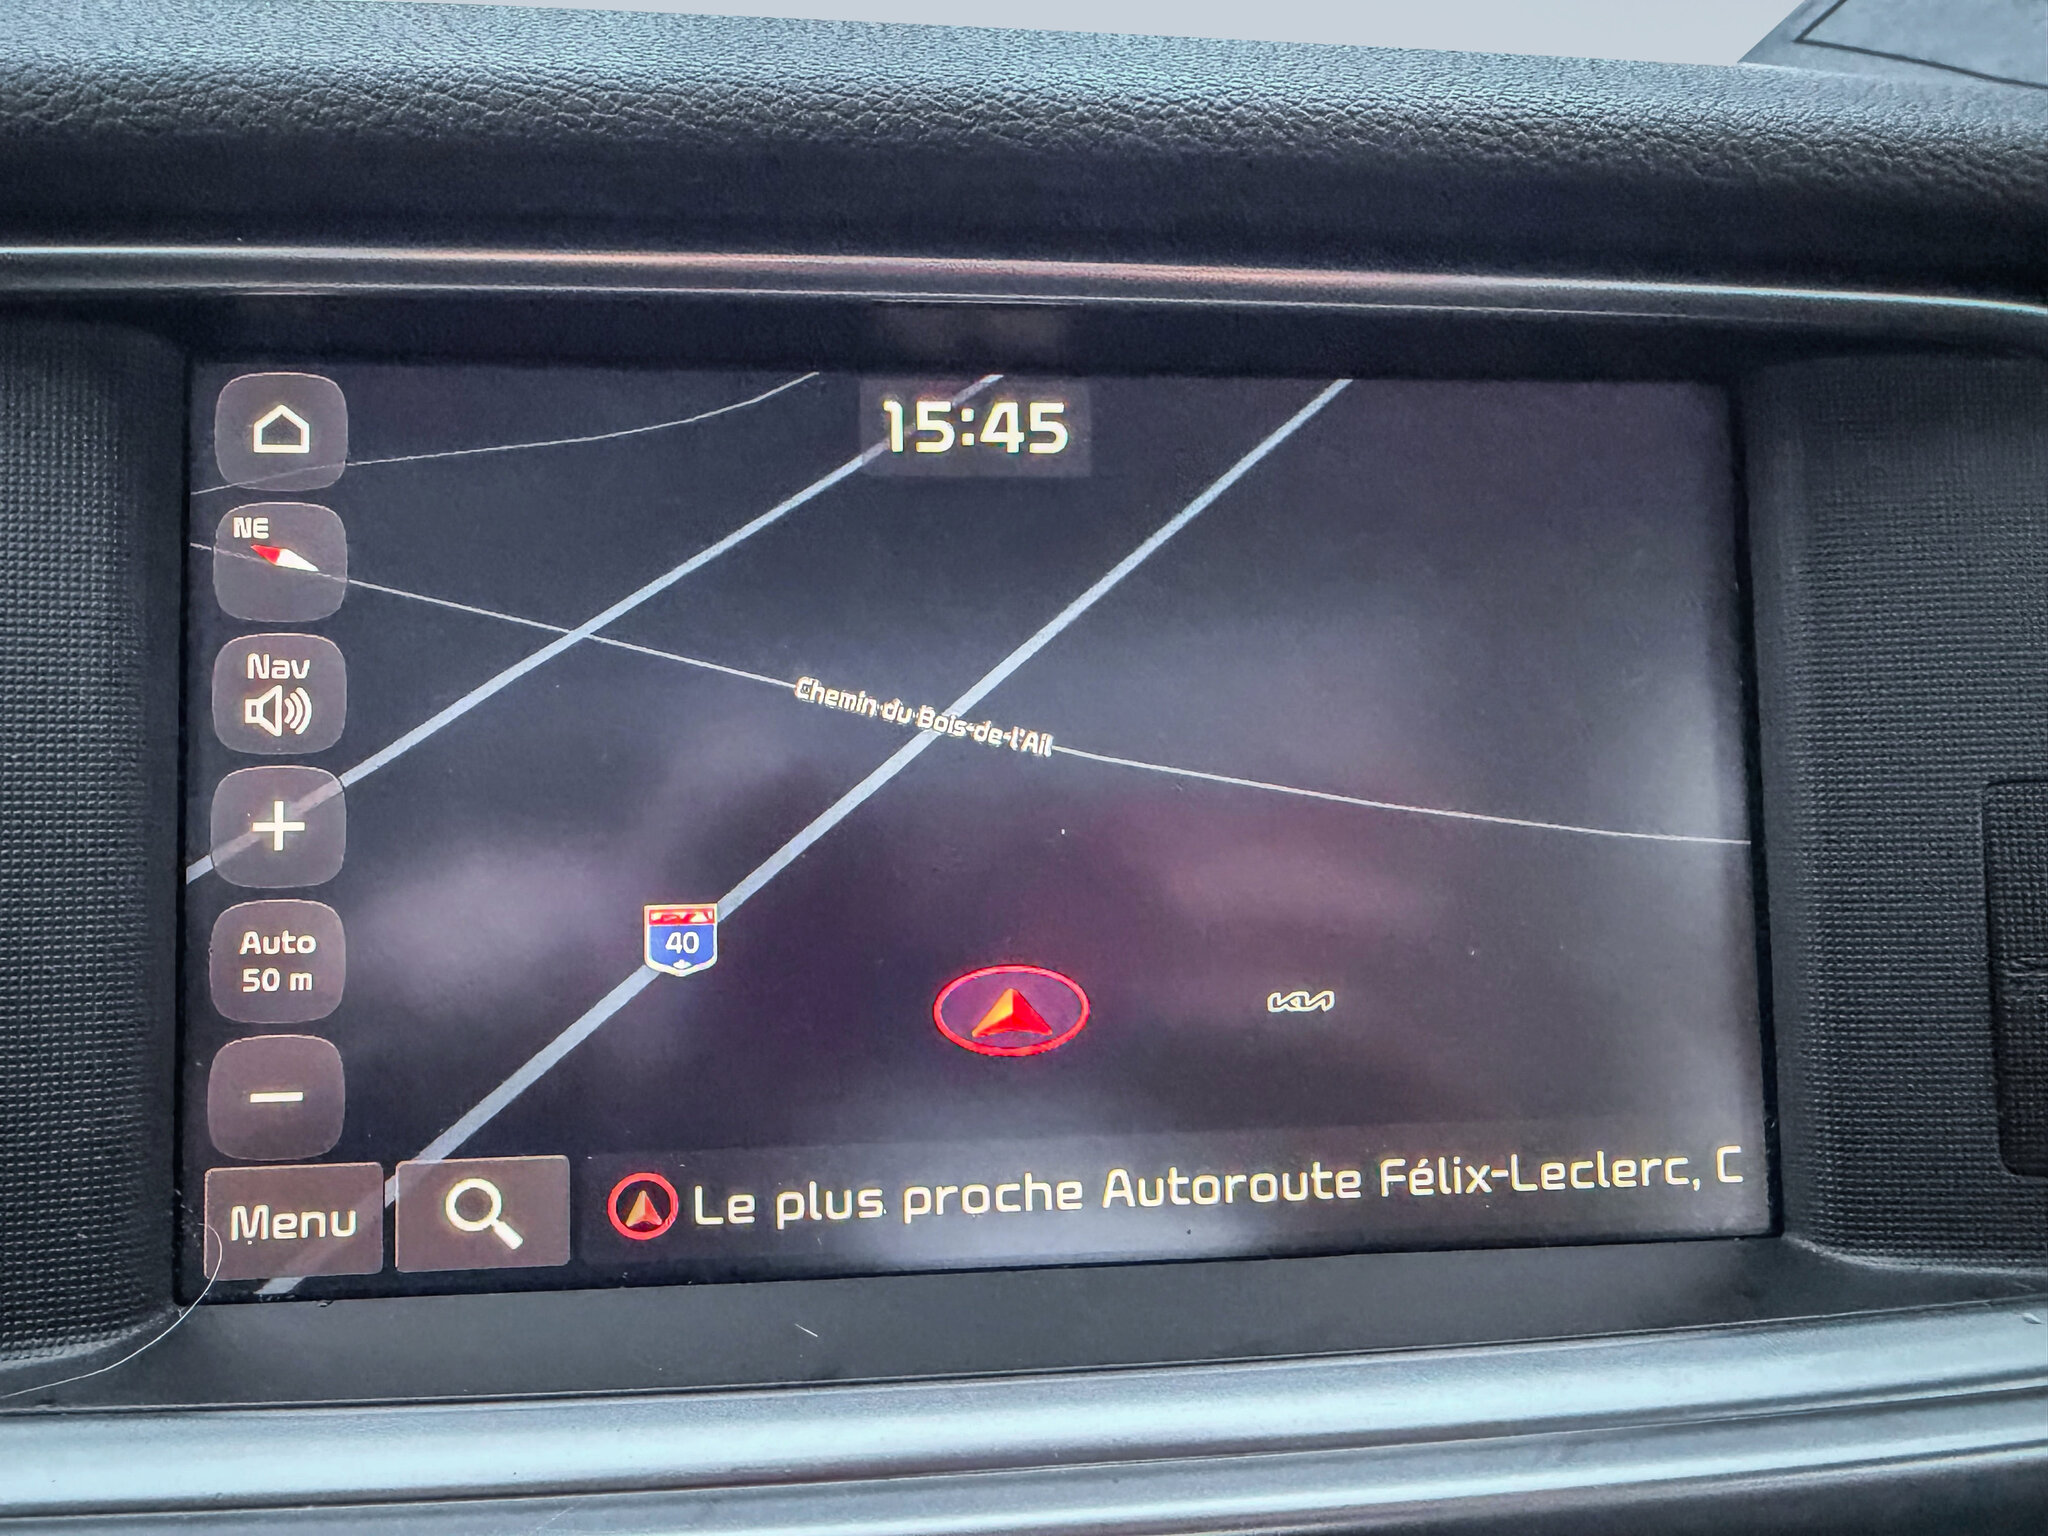 15:45
NE
Nav
Chemin du Bois-de-l'Ail
Auto
50 m
40
KIA
Menu
Le plus proche Autoroute Félix-Leclerc, C